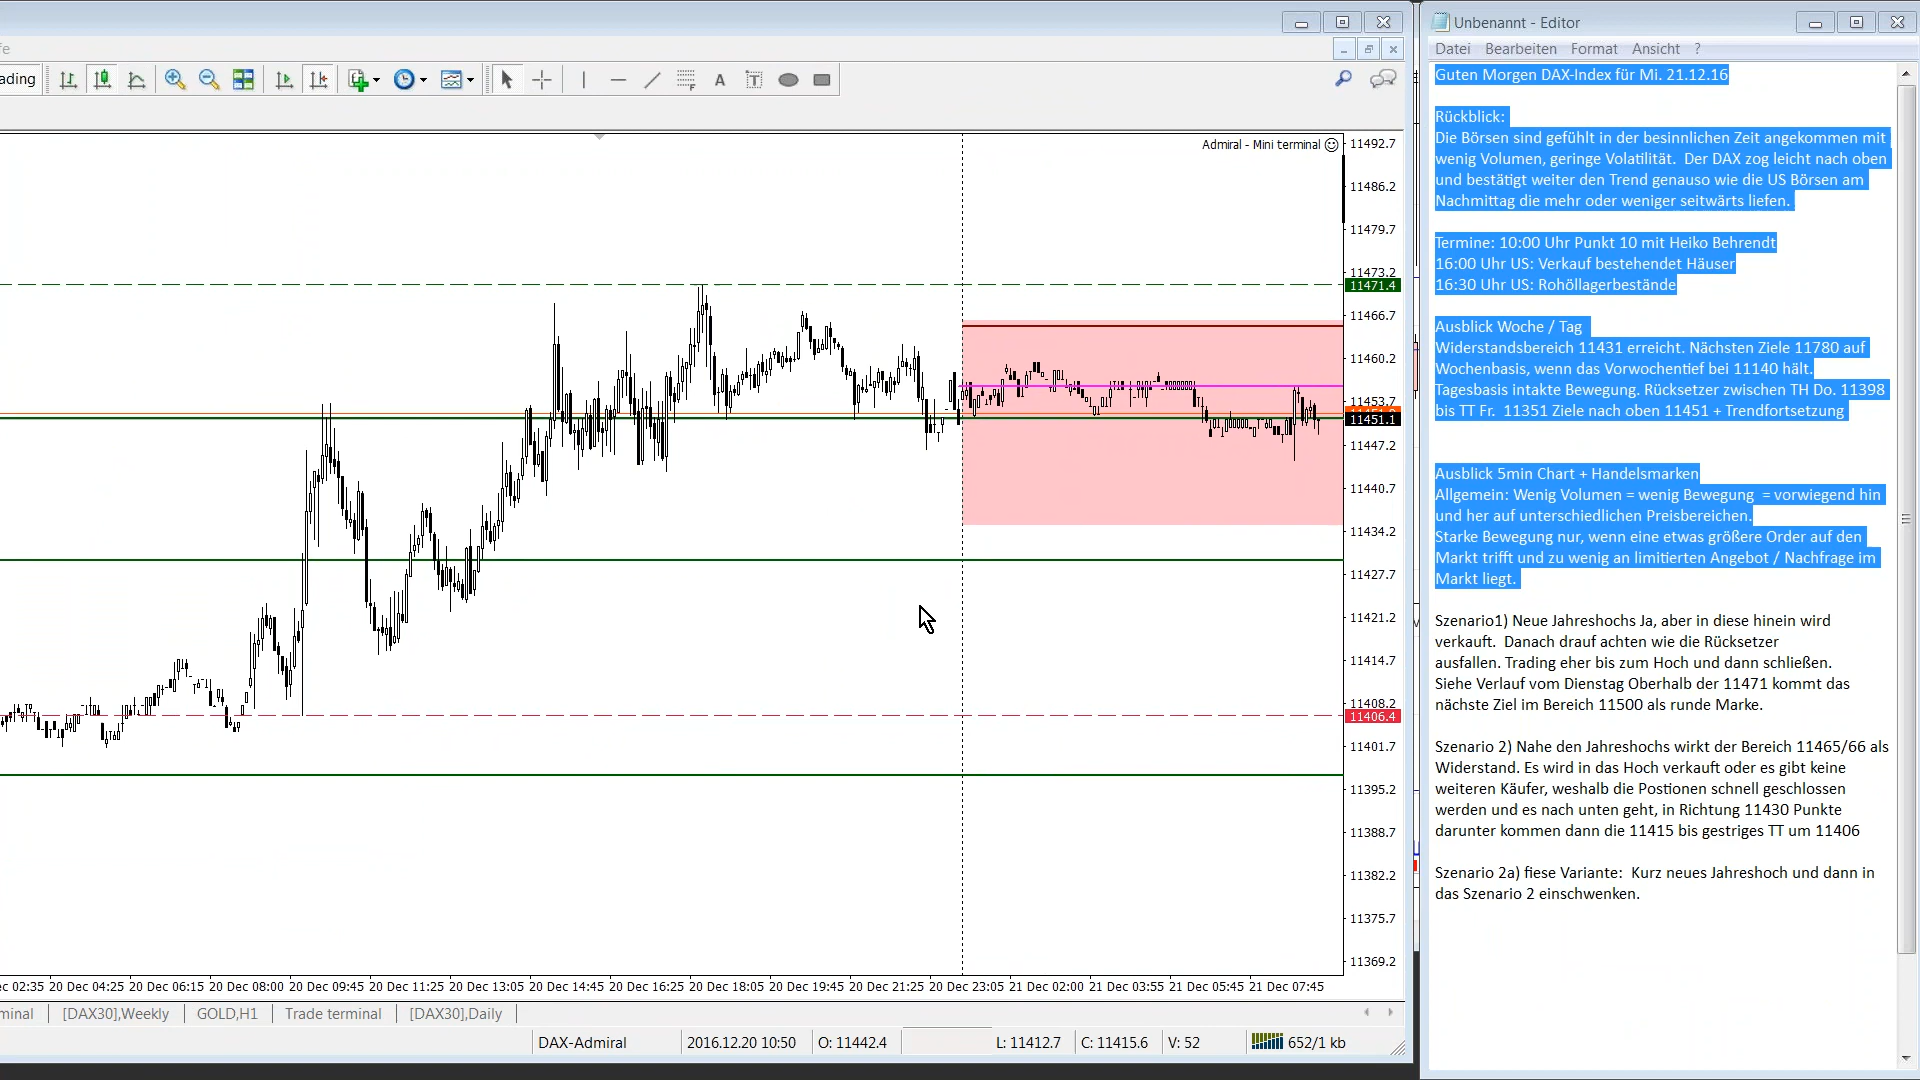 Unbenannt - Editor
fe
Datei Bearbeiten Format Ansicht ?
ading
A T
Admiral - Mini terminal
11492.7
11486.2
11479.7
11473.2
11471.4
11466.7
11460.2
11453.7
11451.1
11447.2
11440.7
11434.2
11427.7
11421.2
11414.7
11408.2
11406.4
11401.7
11395.2
11388.7
11382.2
11375.7
11369.2
ec 02:35 20 Dec 04:25 20 Dec 06:15 20 Dec 08:00 20 Dec 09:45 20 Dec 11:25 20 Dec 13:05 20 Dec 14:45 20 Dec 16:25 20 Dec 18:05 20 Dec 19:45 20 Dec 21:25 20 Dec 23:05 21 Dec 02:00 21 Dec 03:55 21 Dec 05:45 21 Dec 07:45
minal [DAX30],Weekly GOLD,H1 Trade terminal [DAX30],Daily
DAX-Admiral 2016.12.20 10:50 O: 11442.4 L: 11412.7 C: 11415.6 V: 52 652/1 kb
Guten Morgen DAX-Index für Mi. 21.12.16
Rückblick:
Die Börsen sind gefühlt in der besinnlichen Zeit angekommen mit
wenig Volumen, geringe Volatilität. Der DAX zog leicht nach oben
und bestätigt weiter den Trend genauso wie die US Börsen am
Nachmittag die mehr oder weniger seitwärts liefen.
Termine: 10:00 Uhr Punkt 10 mit Heiko Behrendt
16:00 Uhr US: Verkauf bestehendet Häuser
16:30 Uhr US: Rohöllagerbestände
Ausblick Woche / Tag
Widerstandsbereich 11431 erreicht. Nächsten Ziele 11780 auf
Wochenbasis, wenn das Vorwochentief bei 11140 hält.
Tagesbasis intakte Bewegung. Rücksetzer zwischen TH Do. 11398
bis TT Fr. 11351 Ziele nach oben 11451 + Trendfortsetzung
Ausblick 5min Chart + Handelsmarken
Allgemein: Wenig Volumen = wenig Bewegung = vorwiegend hin
und her auf unterschiedlichen Preisbereichen.
Starke Bewegung nur, wenn eine etwas größere Order auf den
Markt trifft und zu wenig an limitierten Angebot / Nachfrage im
Markt liegt.
Szenario1) Neue Jahreshochs Ja, aber in diese hinein wird
verkauft. Danach drauf achten wie die Rücksetzer
ausfallen. Trading eher bis zum Hoch und dann schließen.
Siehe Verlauf vom Dienstag Oberhalb der 11471 kommt das
nächste Ziel im Bereich 11500 als runde Marke.
Szenario 2) Nahe den Jahreshochs wirkt der Bereich 11465/66 als
Widerstand. Es wird in das Hoch verkauft oder es gibt keine
weiteren Käufer, weshalb die Postionen schnell geschlossen
werden und es nach unten geht, in Richtung 11430 Punkte
darunter kommen dann die 11415 bis gestriges TT um 11406
Szenario 2a) fiese Variante: Kurz neues Jahreshoch und dann in
das Szenario 2 einschwenken.